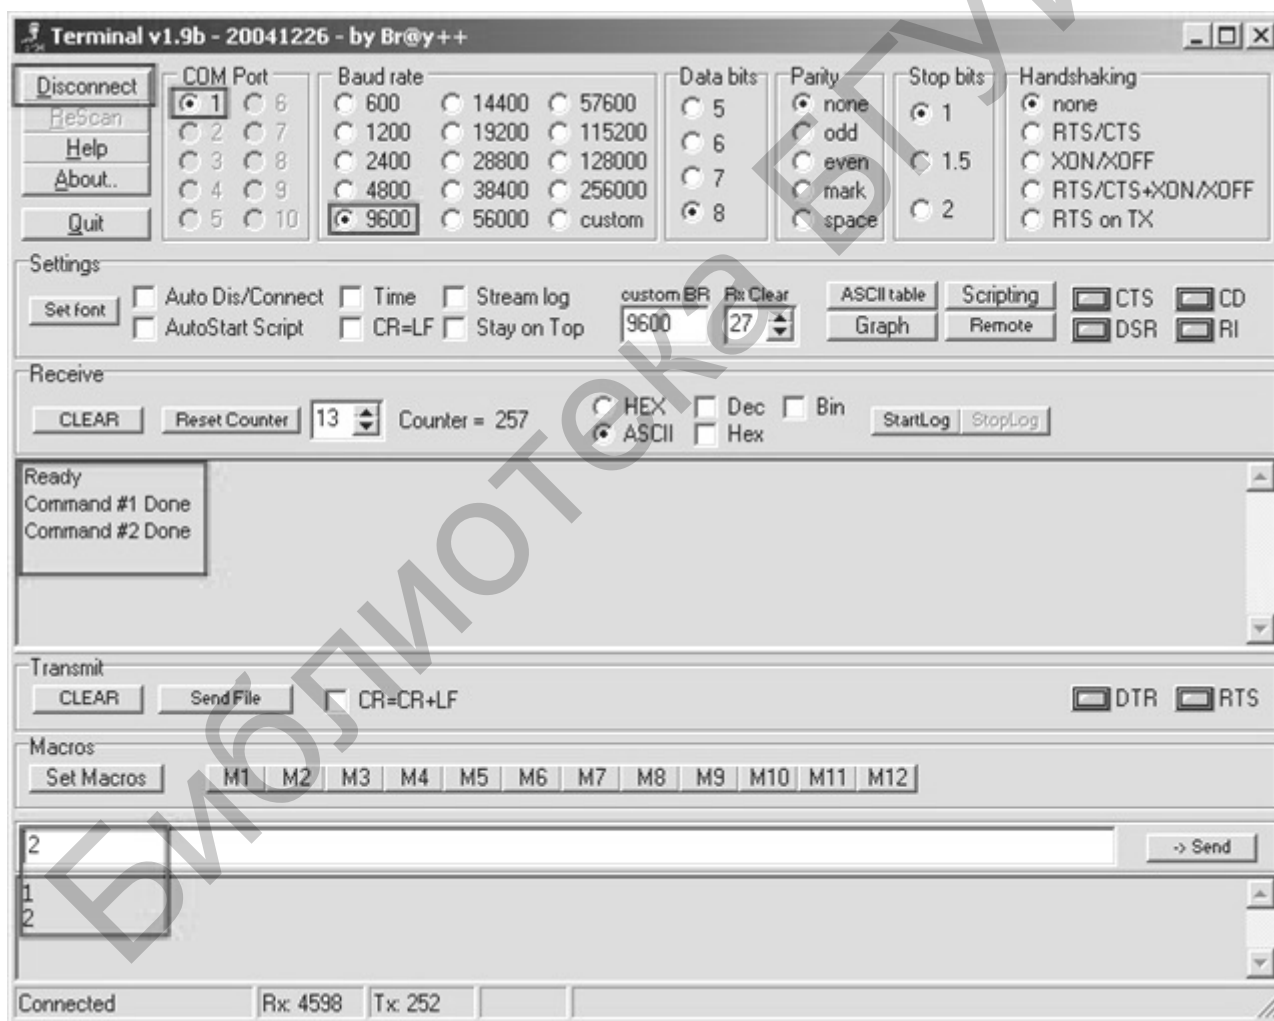 Terminal v1.9b - 20041226 - by Br@y++
Disconnect
ReScan
Help
About..
Quit
COM Port
1 6
2 7
3 8
4 9
5 10
Baud rate
600 14400 57600
1200 19200 115200
2400 28800 128000
4800 38400 256000
9600 56000 custom
Data bits
5
6
7
8
Parity
none
odd
even
mark
space
Stop bits
1
1.5
2
Handshaking
none
RTS/CTS
XON/XOFF
RTS/CTS+XON/XOFF
RTS on TX
Settings
Set font
Auto Dis/Connect Time Stream log
AutoStart Script CR=LF Stay on Top
custom BR Rx Clear
9600 27
ASCII table Scripting CTS CD
Graph Remote DSR RI
Receive
CLEAR Reset Counter 13 Counter = 257
HEX Dec Bin
ASCII Hex
StartLog StopLog
Ready
Command #1 Done
Command #2 Done
Transmit
CLEAR Send File CR=CR+LF DTR RTS
Macros
Set Macros M1 M2 M3 M4 M5 M6 M7 M8 M9 M10 M11 M12
2 -> Send
1
2
Connected Rx: 4598 Tx: 252
Библиотека БГУ